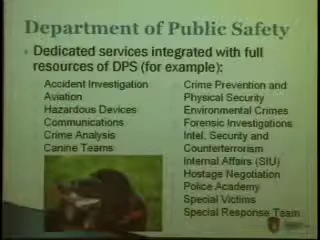 Department of Public Safety
Dedicated services integrated with full
resources of DPS (for example):
Accident Investigation
Aviation
Hazardous Devices
Communications
Crime Analysis
Canine Teams
Crime Prevention and
Physical Security
Environmental Crimes
Forensic Investigations
Intel. Security and
Counterterrorism
Internal Affairs (SIU)
Hostage Negotiation
Police Academy
Special Victims
Special Response Team